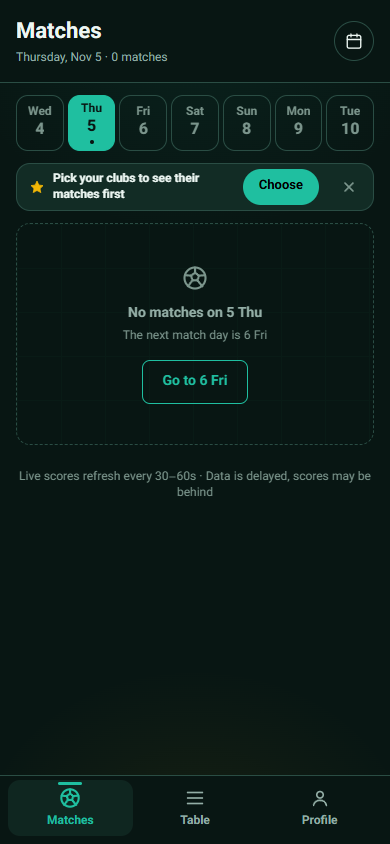 Matches
Thursday, Nov 5 · 0 matches
Wed
4
Thu
5
Fri
6
Sat
7
Sun
8
Mon
9
Tue
10
Pick your clubs to see their
matches first
Choose
No matches on 5 Thu
The next match day is 6 Fri
Go to 6 Fri
Live scores refresh every 30–60s · Data is delayed, scores may be
behind
Matches
Table
Profile